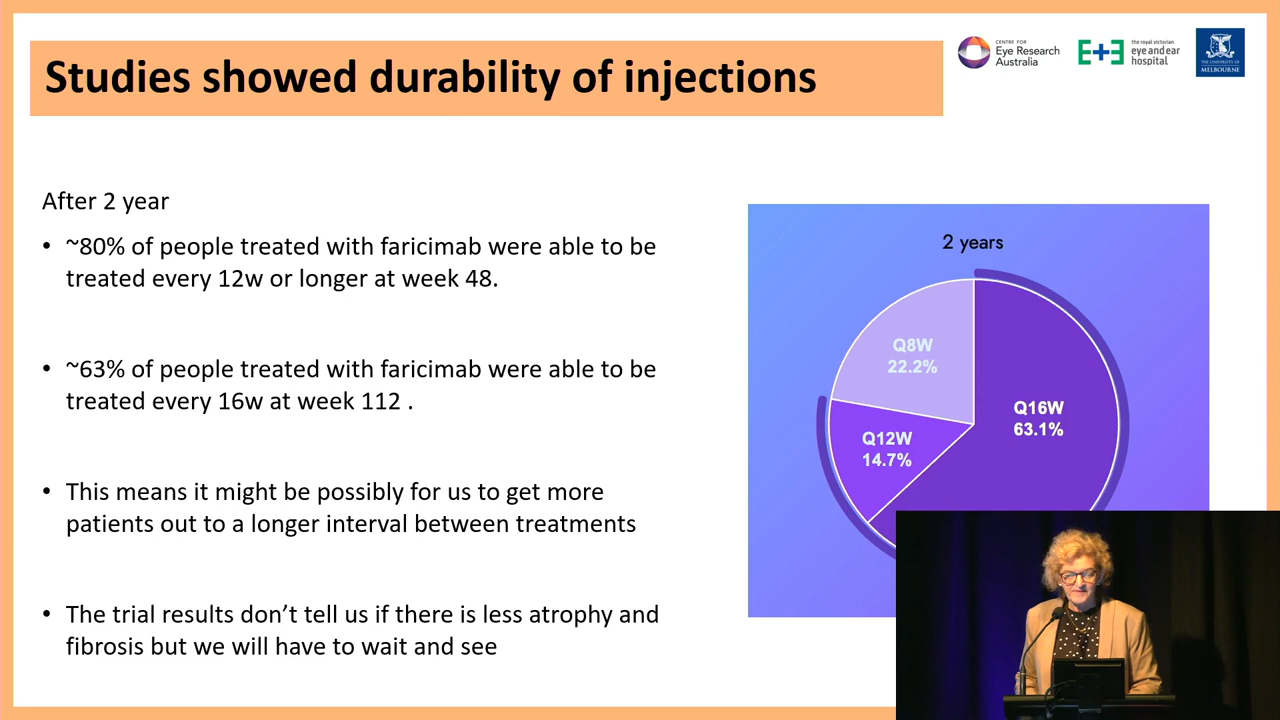 Studies showed durability of injections
CENTRE FOR
Eye Research
Australia
E+E
the royal victorian
eye and ear
hospital
THE UNIVERSITY OF
MELBOURNE
After 2 year
• ~80% of people treated with faricimab were able to be
treated every 12w or longer at week 48.
• ~63% of people treated with faricimab were able to be
treated every 16w at week 112 .
• This means it might be possibly for us to get more
patients out to a longer interval between treatments
• The trial results don’t tell us if there is less atrophy and
fibrosis but we will have to wait and see
2 years
Q8W
22.2%
Q16W
63.1%
Q12W
14.7%